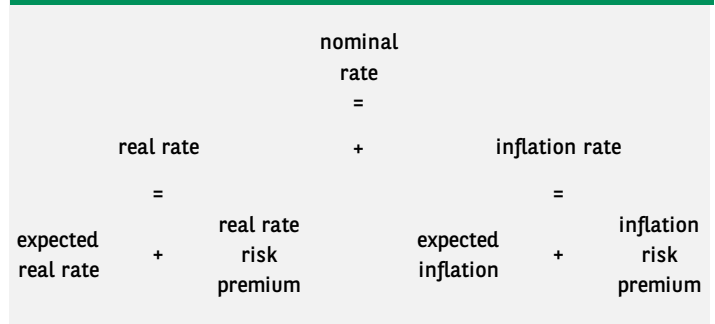 nominal
rate
=
real rate + inflation rate
= =
expected
real rate
+
real rate
risk
premium
expected
inflation
+
inflation
risk
premium